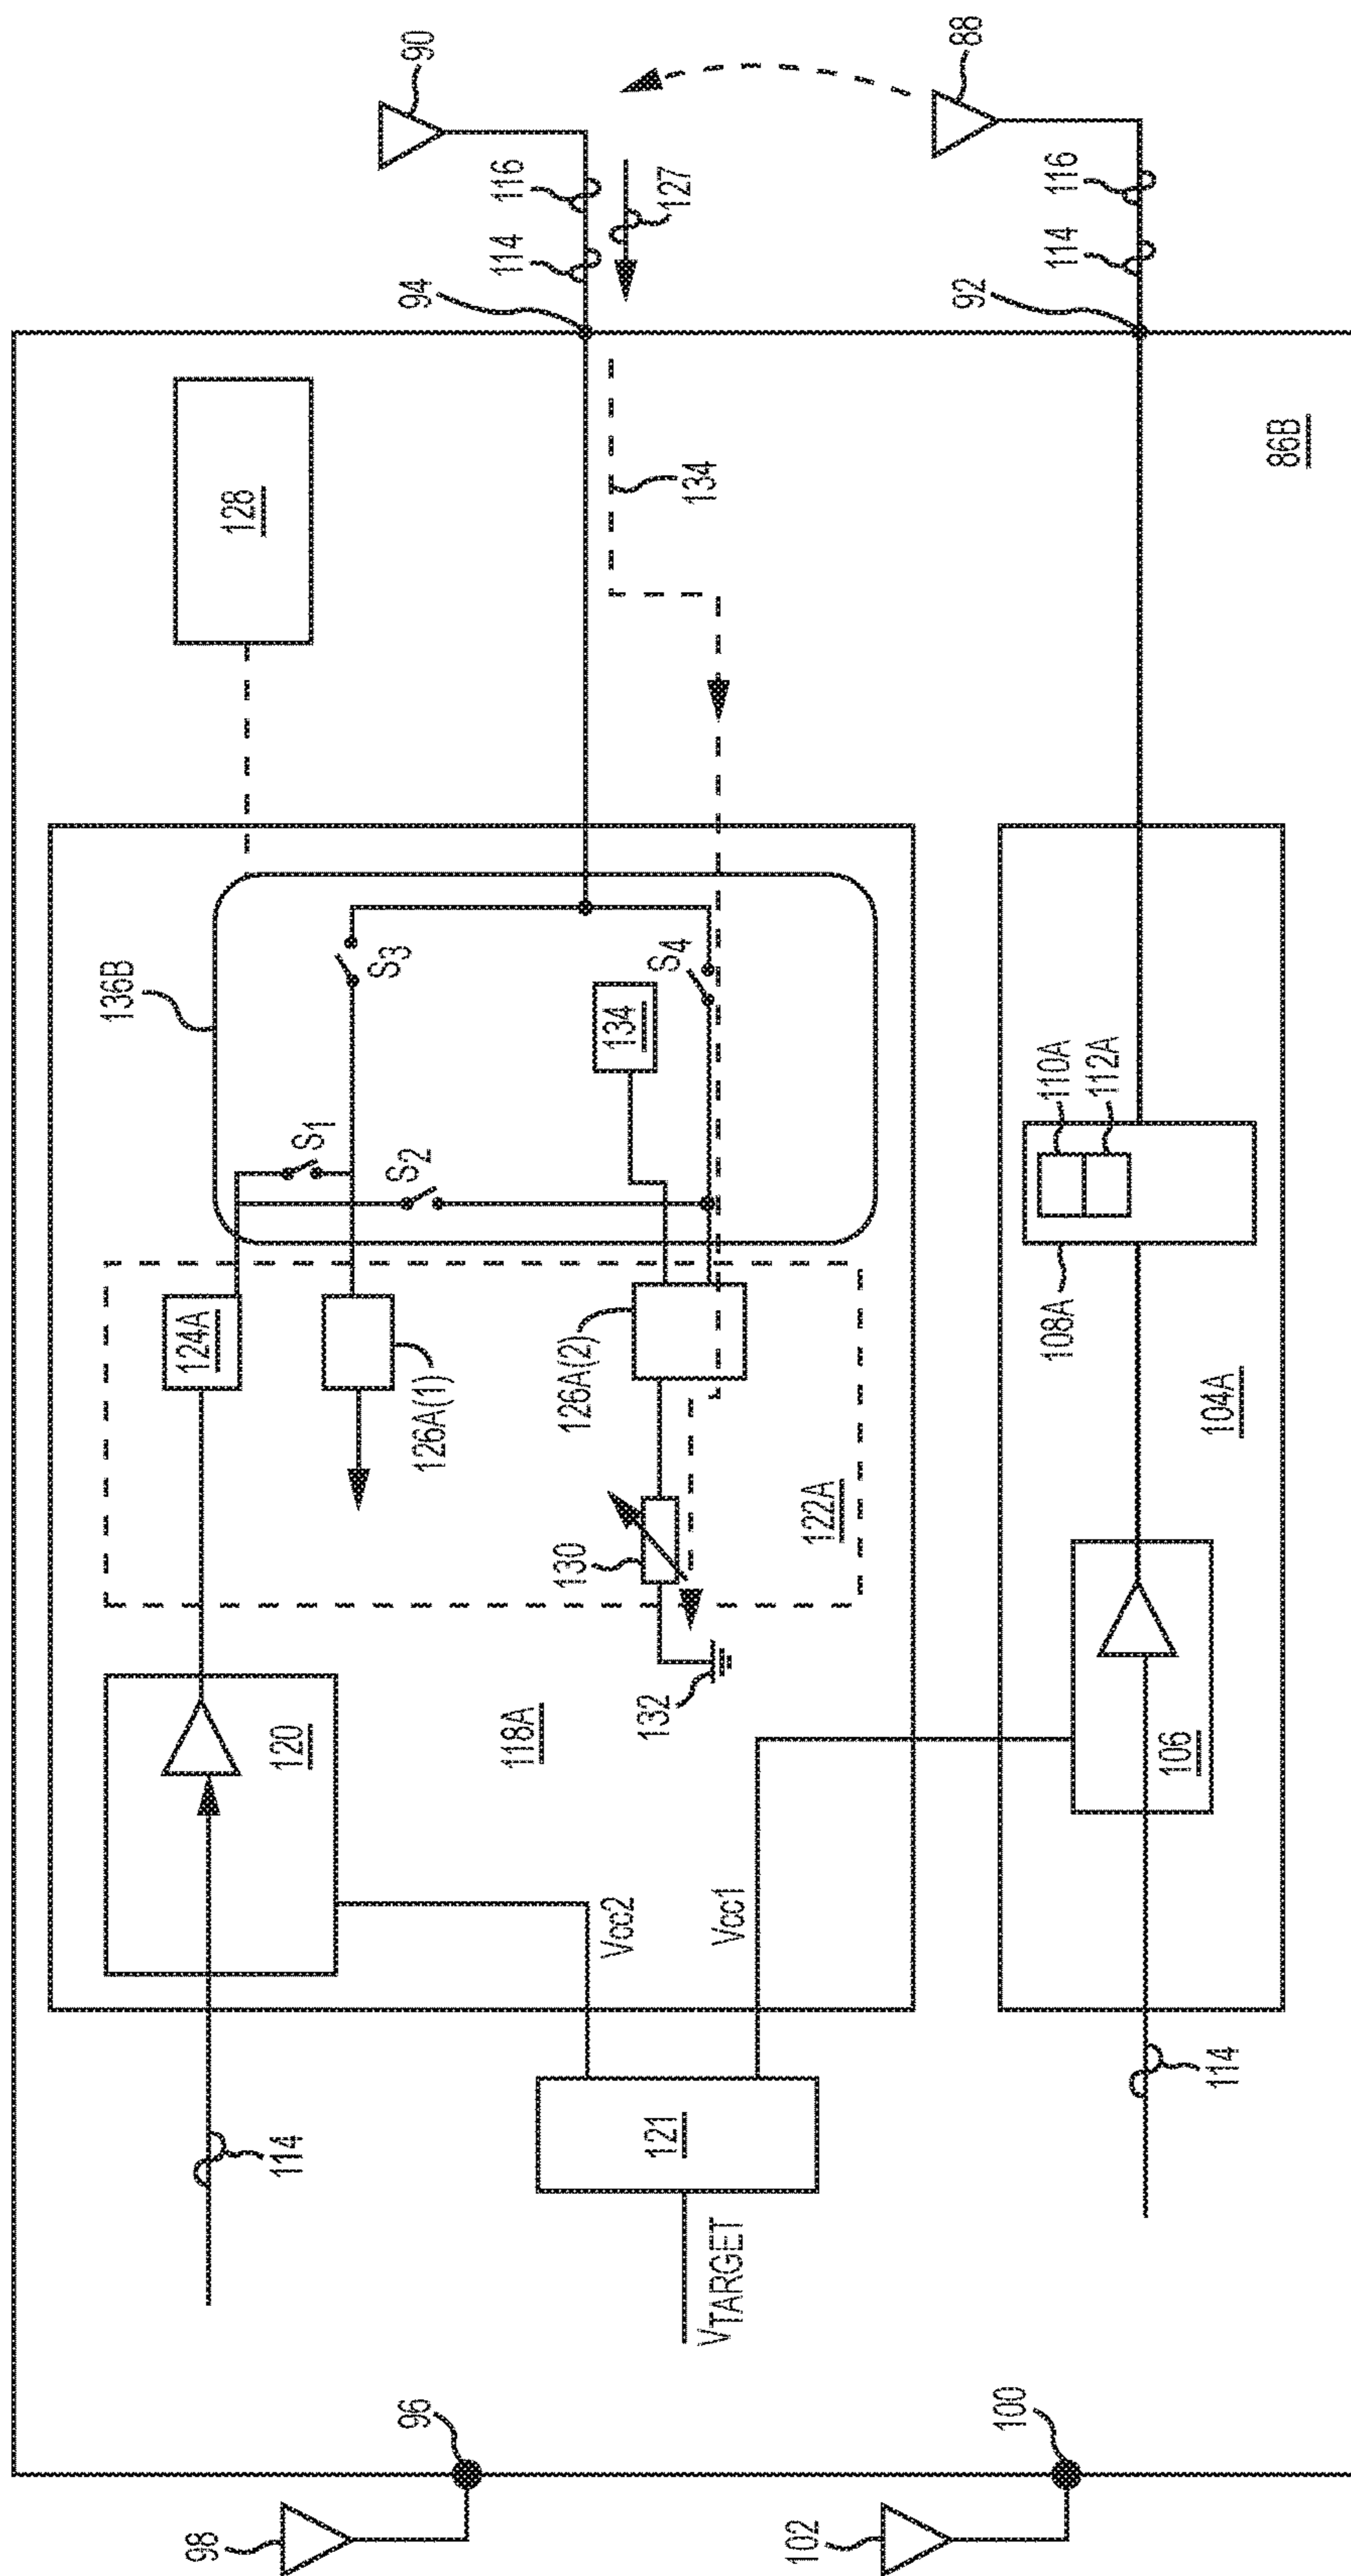 98
96
102
100
114
VTARGET
121
114
Vcc2
Vcc1
120
118A
132
106
130
122A
104A
124A
126A(1)
126A(2)
108A
136B
S1
S2
S3
S4
134
110A
112A
128
134
86B
94
92
114
116
127
114
116
90
88